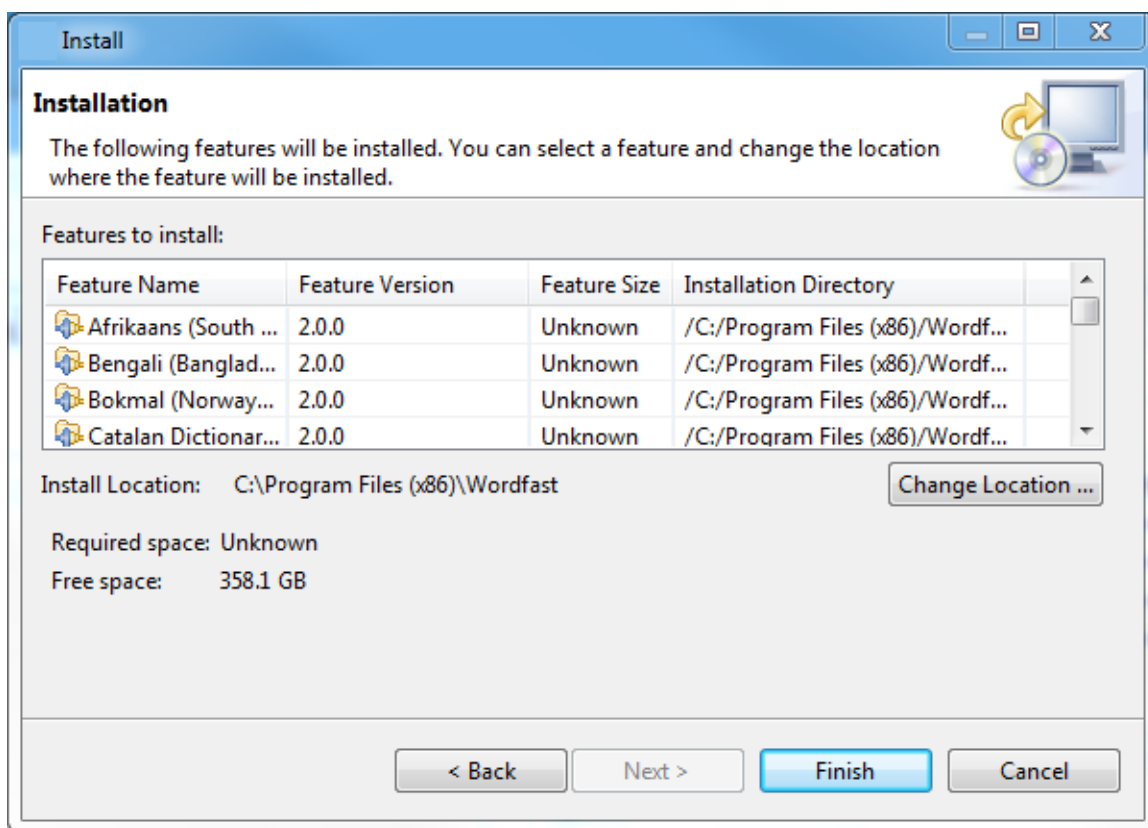 Install
Installation
The following features will be installed. You can select a feature and change the location
where the feature will be installed.
Features to install:
Feature Name Feature Version Feature Size Installation Directory
Afrikaans (South ... 2.0.0 Unknown /C:/Program Files (x86)/Wordf...
Bengali (Banglad... 2.0.0 Unknown /C:/Program Files (x86)/Wordf...
Bokmal (Norway... 2.0.0 Unknown /C:/Program Files (x86)/Wordf...
Catalan Dictionar... 2.0.0 Unknown /C:/Program Files (x86)/Wordf...
Install Location: C:\Program Files (x86)\Wordfast Change Location ...
Required space: Unknown
Free space: 358.1 GB
< Back Next > Finish Cancel